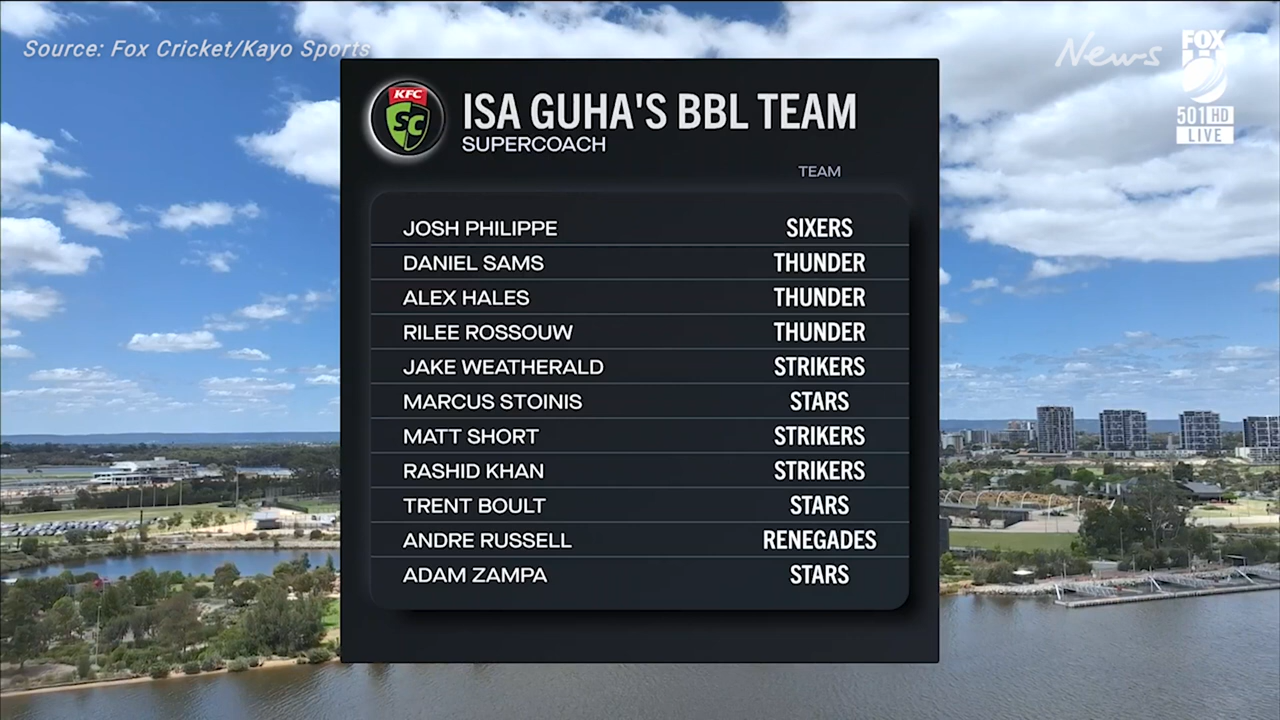 Source: Fox Cricket/Kayo Sports
News
FOX
501 HD
LIVE
KFC
SC
ISA GUHA'S BBL TEAM
SUPERCOACH
TEAM
JOSH PHILIPPE SIXERS
DANIEL SAMS THUNDER
ALEX HALES THUNDER
RILEE ROSSOUW THUNDER
JAKE WEATHERALD STRIKERS
MARCUS STOINIS STARS
MATT SHORT STRIKERS
RASHID KHAN STRIKERS
TRENT BOULT STARS
ANDRE RUSSELL RENEGADES
ADAM ZAMPA STARS